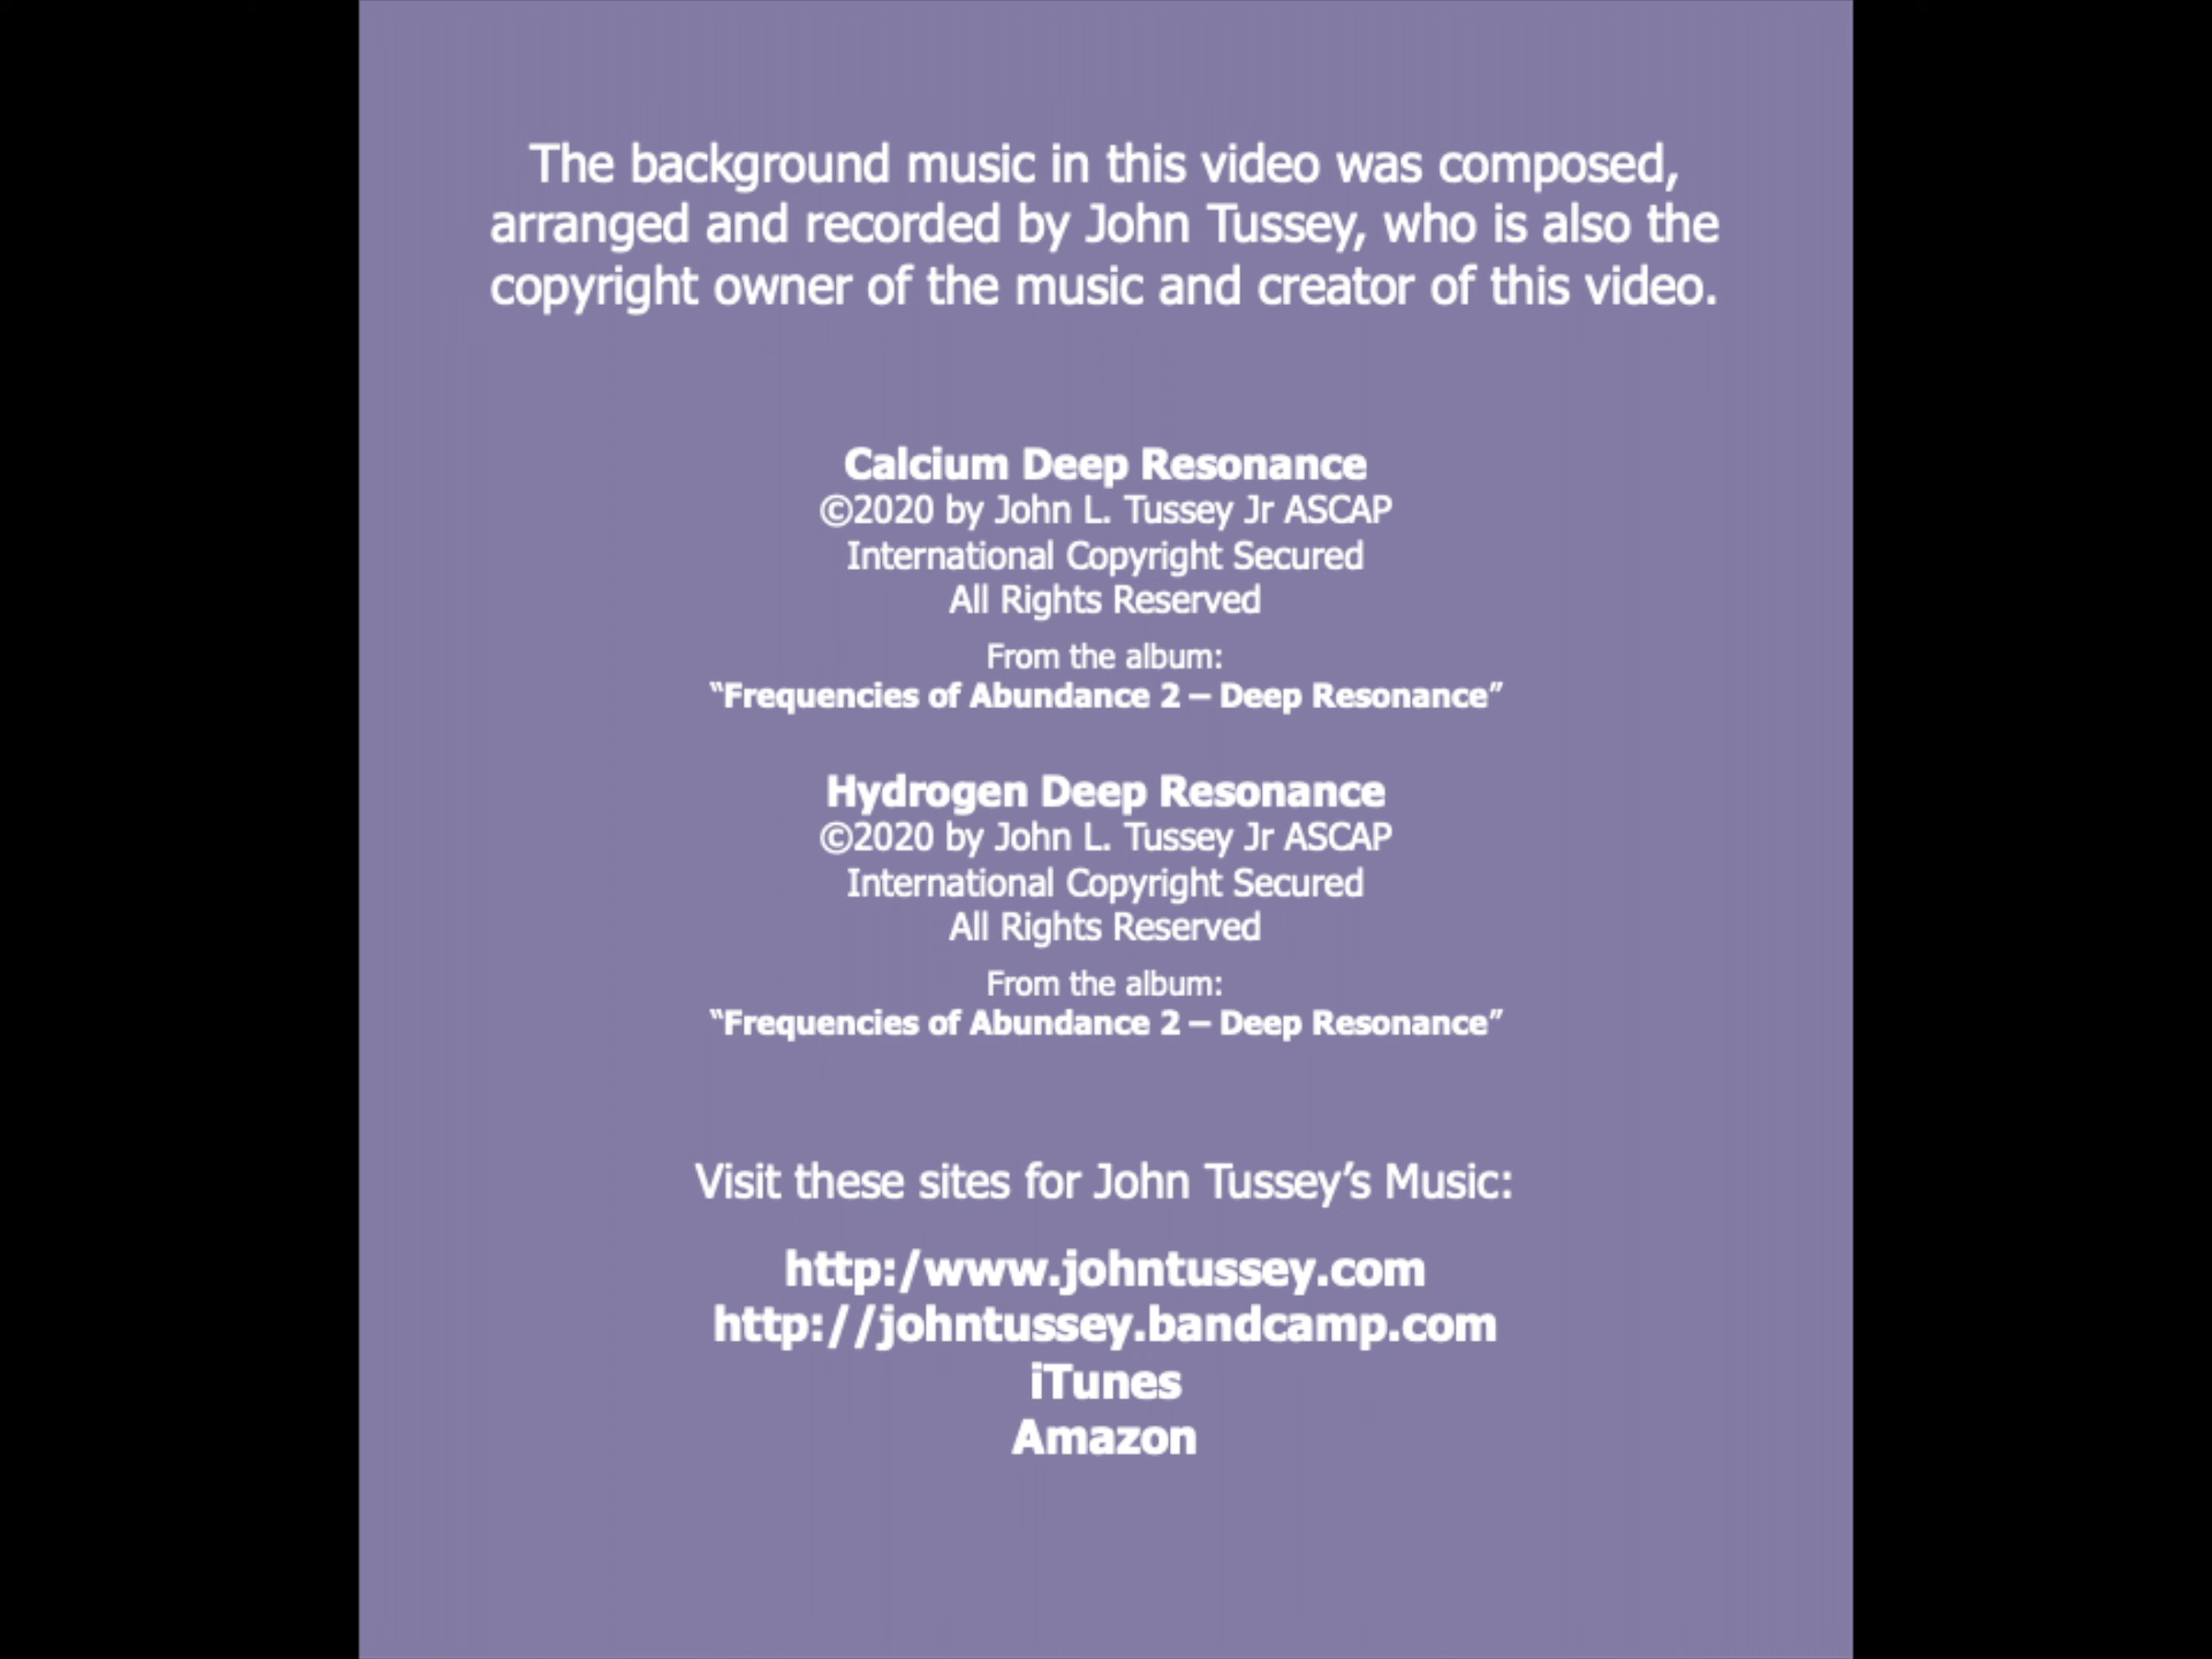 The background music in this video was composed,
arranged and recorded by John Tussey, who is also the
copyright owner of the music and creator of this video.
Calcium Deep Resonance
©2020 by John L. Tussey Jr ASCAP
International Copyright Secured
All Rights Reserved
From the album:
“Frequencies of Abundance 2 – Deep Resonance”
Hydrogen Deep Resonance
©2020 by John L. Tussey Jr ASCAP
International Copyright Secured
All Rights Reserved
From the album:
“Frequencies of Abundance 2 – Deep Resonance”
Visit these sites for John Tussey’s Music:
http:/www.johntussey.com
http://johntussey.bandcamp.com
iTunes
Amazon